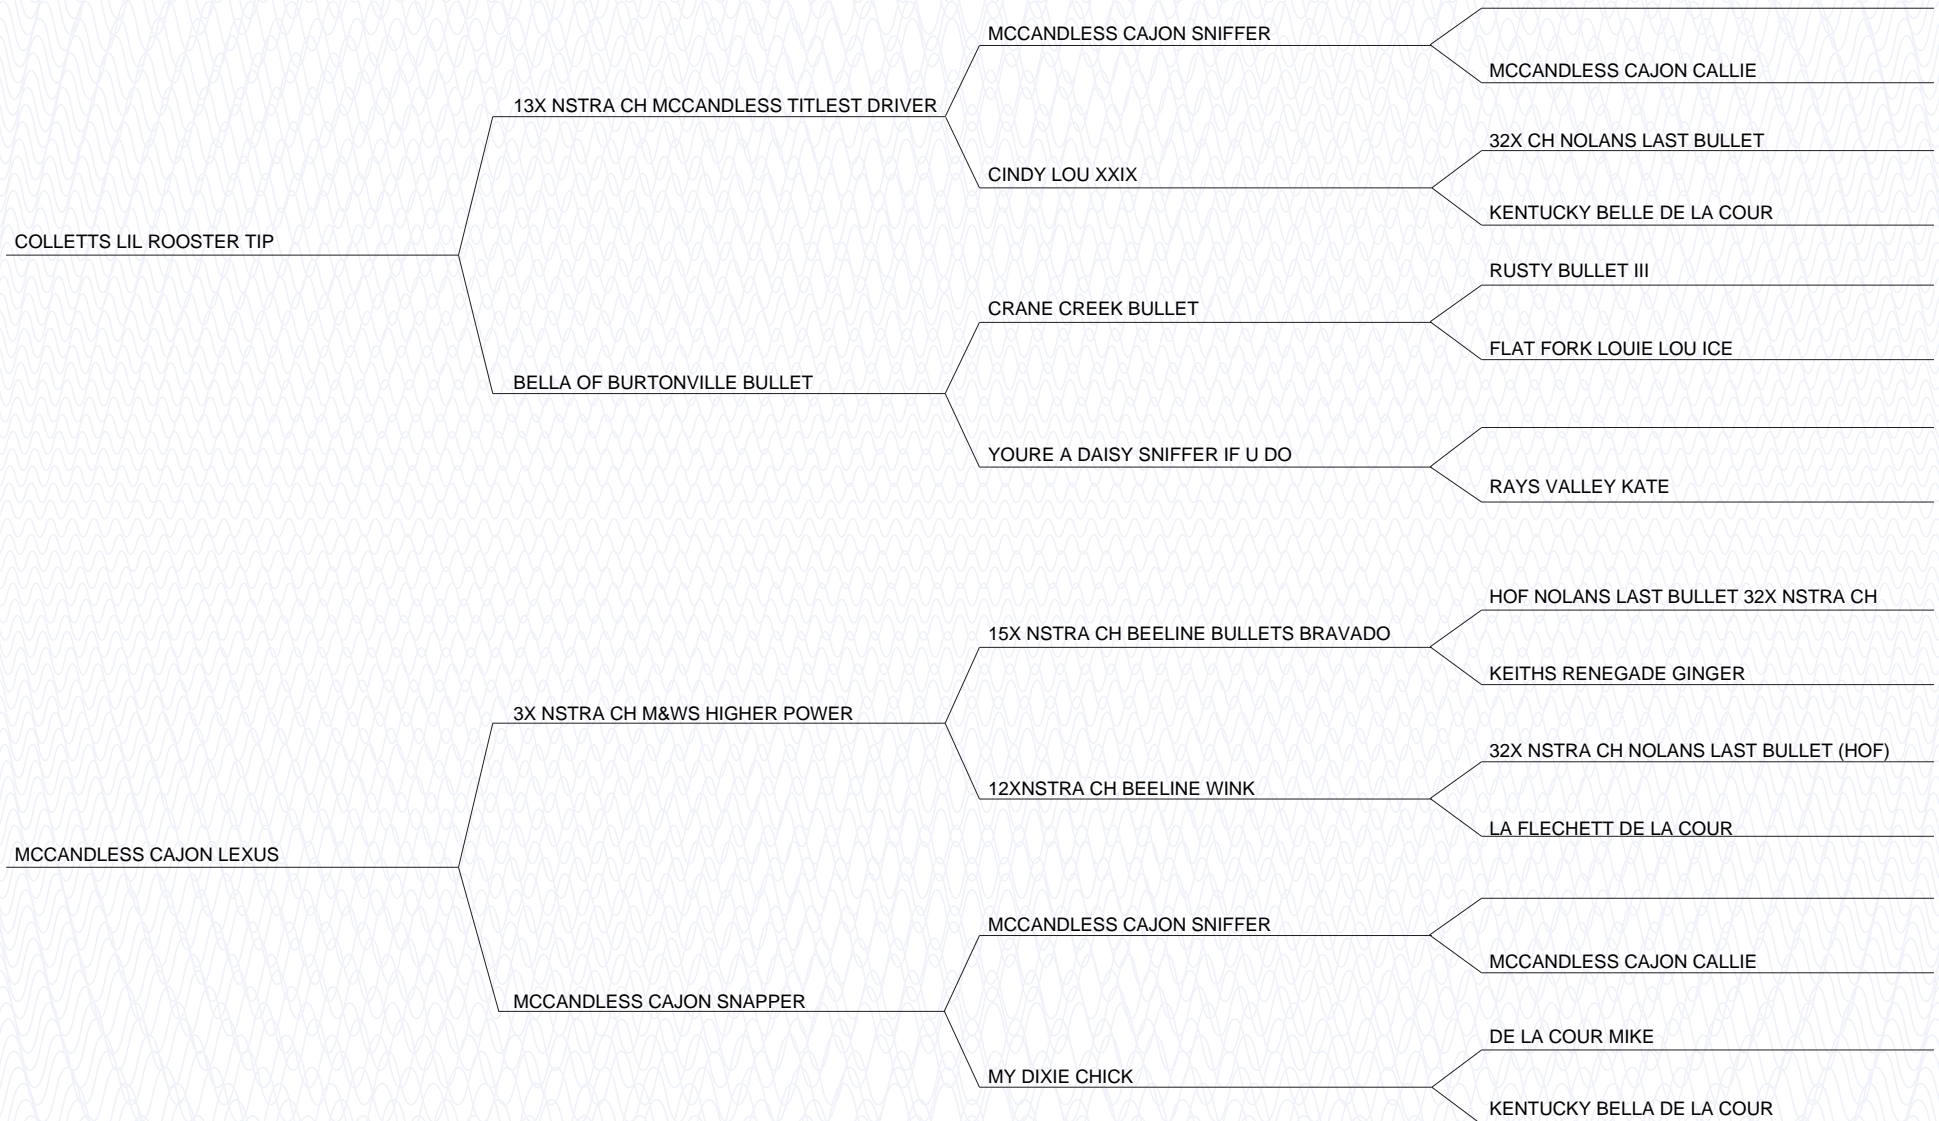 MCCANDLESS CAJON SNIFFER
MCCANDLESS CAJON CALLIE
13X NSTRA CH MCCANDLESS TITLEST DRIVER
32X CH NOLANS LAST BULLET
CINDY LOU XXIX
KENTUCKY BELLE DE LA COUR
COLLETTS LIL ROOSTER TIP
RUSTY BULLET III
CRANE CREEK BULLET
FLAT FORK LOUIE LOU ICE
BELLA OF BURTONVILLE BULLET
YOURE A DAISY SNIFFER IF U DO
RAYS VALLEY KATE
HOF NOLANS LAST BULLET 32X NSTRA CH
15X NSTRA CH BEELINE BULLETS BRAVADO
KEITHS RENEGADE GINGER
3X NSTRA CH M&WS HIGHER POWER
32X NSTRA CH NOLANS LAST BULLET (HOF)
12XNSTRA CH BEELINE WINK
LA FLECHETT DE LA COUR
MCCANDLESS CAJON LEXUS
MCCANDLESS CAJON SNIFFER
MCCANDLESS CAJON CALLIE
MCCANDLESS CAJON SNAPPER
DE LA COUR MIKE
MY DIXIE CHICK
KENTUCKY BELLA DE LA COUR